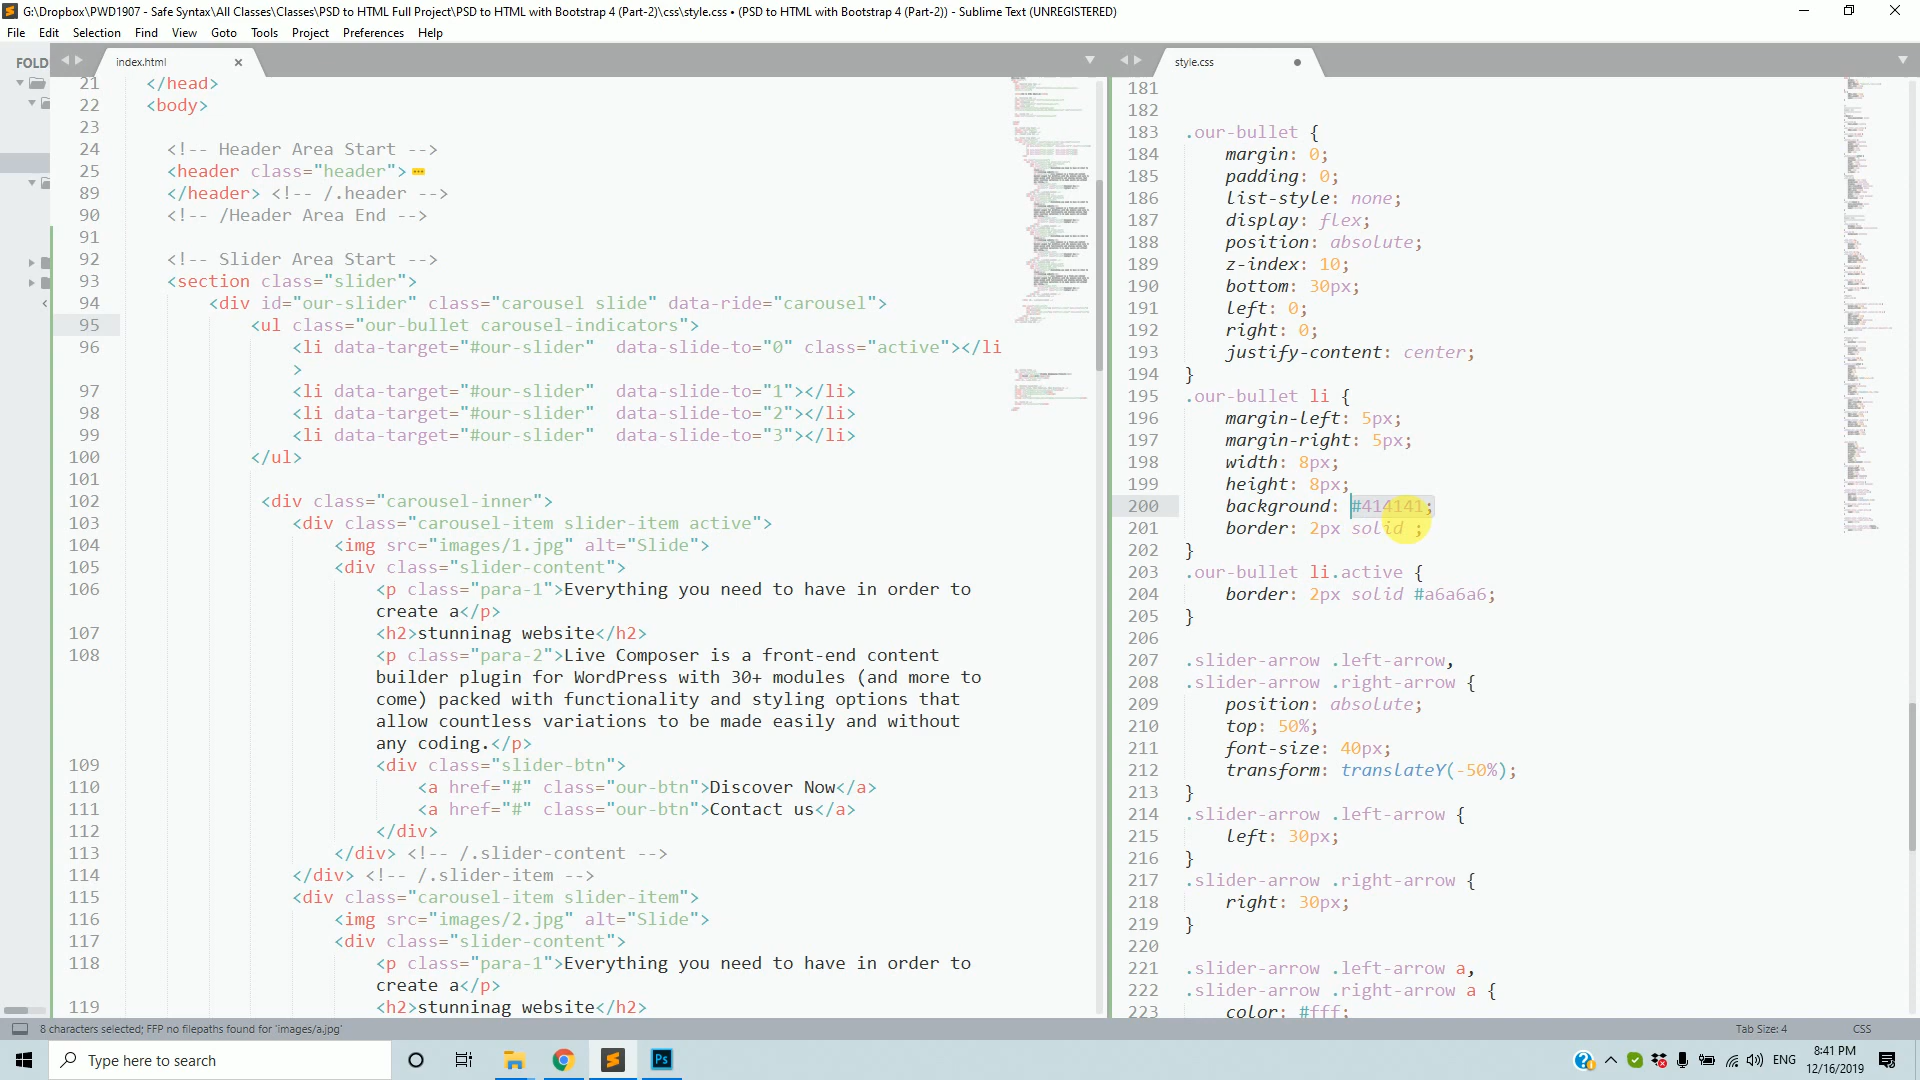 G:\Dropbox\PWD1907 - Safe Syntax\All Classes\Classes\PSD to HTML Full Project\PSD to HTML with Bootstrap 4 (Part-2)\css\style.css • (PSD to HTML with Bootstrap 4 (Part-2)) - Sublime Text (UNREGISTERED)
File Edit Selection Find View Goto Tools Project Preferences Help
FOLD
index.html
21 </head>
22 <body>
23
24 <!-- Header Area Start -->
25 <header class="header">
89 </header> <!-- /.header -->
90 <!-- /Header Area End -->
91
92 <!-- Slider Area Start -->
93 <section class="slider">
94 <div id="our-slider" class="carousel slide" data-ride="carousel">
95 <ul class="our-bullet carousel-indicators">
96 <li data-target="#our-slider"  data-slide-to="0" class="active"></li
>
97 <li data-target="#our-slider"  data-slide-to="1"></li>
98 <li data-target="#our-slider"  data-slide-to="2"></li>
99 <li data-target="#our-slider"  data-slide-to="3"></li>
100 </ul>
101
102 <div class="carousel-inner">
103 <div class="carousel-item slider-item active">
104 <img src="images/1.jpg" alt="Slide">
105 <div class="slider-content">
106 <p class="para-1">Everything you need to have in order to
create a</p>
107 <h2>stunninag website</h2>
108 <p class="para-2">Live Composer is a front-end content
builder plugin for WordPress with 30+ modules (and more to
come) packed with functionality and styling options that
allow countless variations to be made easily and without
any coding.</p>
109 <div class="slider-btn">
110 <a href="#" class="our-btn">Discover Now</a>
111 <a href="#" class="our-btn">Contact us</a>
112 </div>
113 </div> <!-- /.slider-content -->
114 </div> <!-- /.slider-item -->
115 <div class="carousel-item slider-item">
116 <img src="images/2.jpg" alt="Slide">
117 <div class="slider-content">
118 <p class="para-1">Everything you need to have in order to
create a</p>
119 <h2>stunninag website</h2>
style.css
181
182
183 .our-bullet {
184 margin: 0;
185 padding: 0;
186 list-style: none;
187 display: flex;
188 position: absolute;
189 z-index: 10;
190 bottom: 30px;
191 left: 0;
192 right: 0;
193 justify-content: center;
194 }
195 .our-bullet li {
196 margin-left: 5px;
197 margin-right: 5px;
198 width: 8px;
199 height: 8px;
200 background: #414141;
201 border: 2px solid ;
202 }
203 .our-bullet li.active {
204 border: 2px solid #a6a6a6;
205 }
206
207 .slider-arrow .left-arrow,
208 .slider-arrow .right-arrow {
209 position: absolute;
210 top: 50%;
211 font-size: 40px;
212 transform: translateY(-50%);
213 }
214 .slider-arrow .left-arrow {
215 left: 30px;
216 }
217 .slider-arrow .right-arrow {
218 right: 30px;
219 }
220
221 .slider-arrow .left-arrow a,
222 .slider-arrow .right-arrow a {
223 color: #fff;
8 characters selected; FFP no filepaths found for 'images/a.jpg'
Tab Size: 4 CSS
Type here to search
Ps
ENG
8:41 PM
12/16/2019